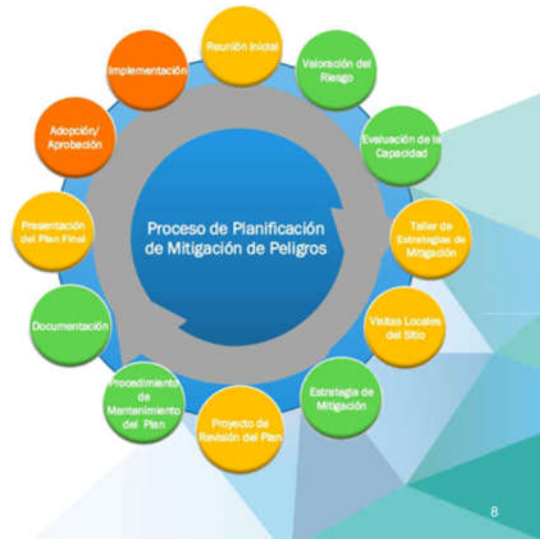 Reunión Inicial
Valoración del
Riesgo
Evaluación de la
Capacidad
Taller de
Estrategias de
Mitigación
Visitas Locales
del Sitio
Estrategia de
Mitigación
Proyecto de
Revisión del Plan
Procedimiento
de
Mantenimiento
del Plan
Documentación
Presentación
del Plan Final
Adopción/
Aprobación
Implementación
Proceso de Planificación
de Mitigación de Peligros
8